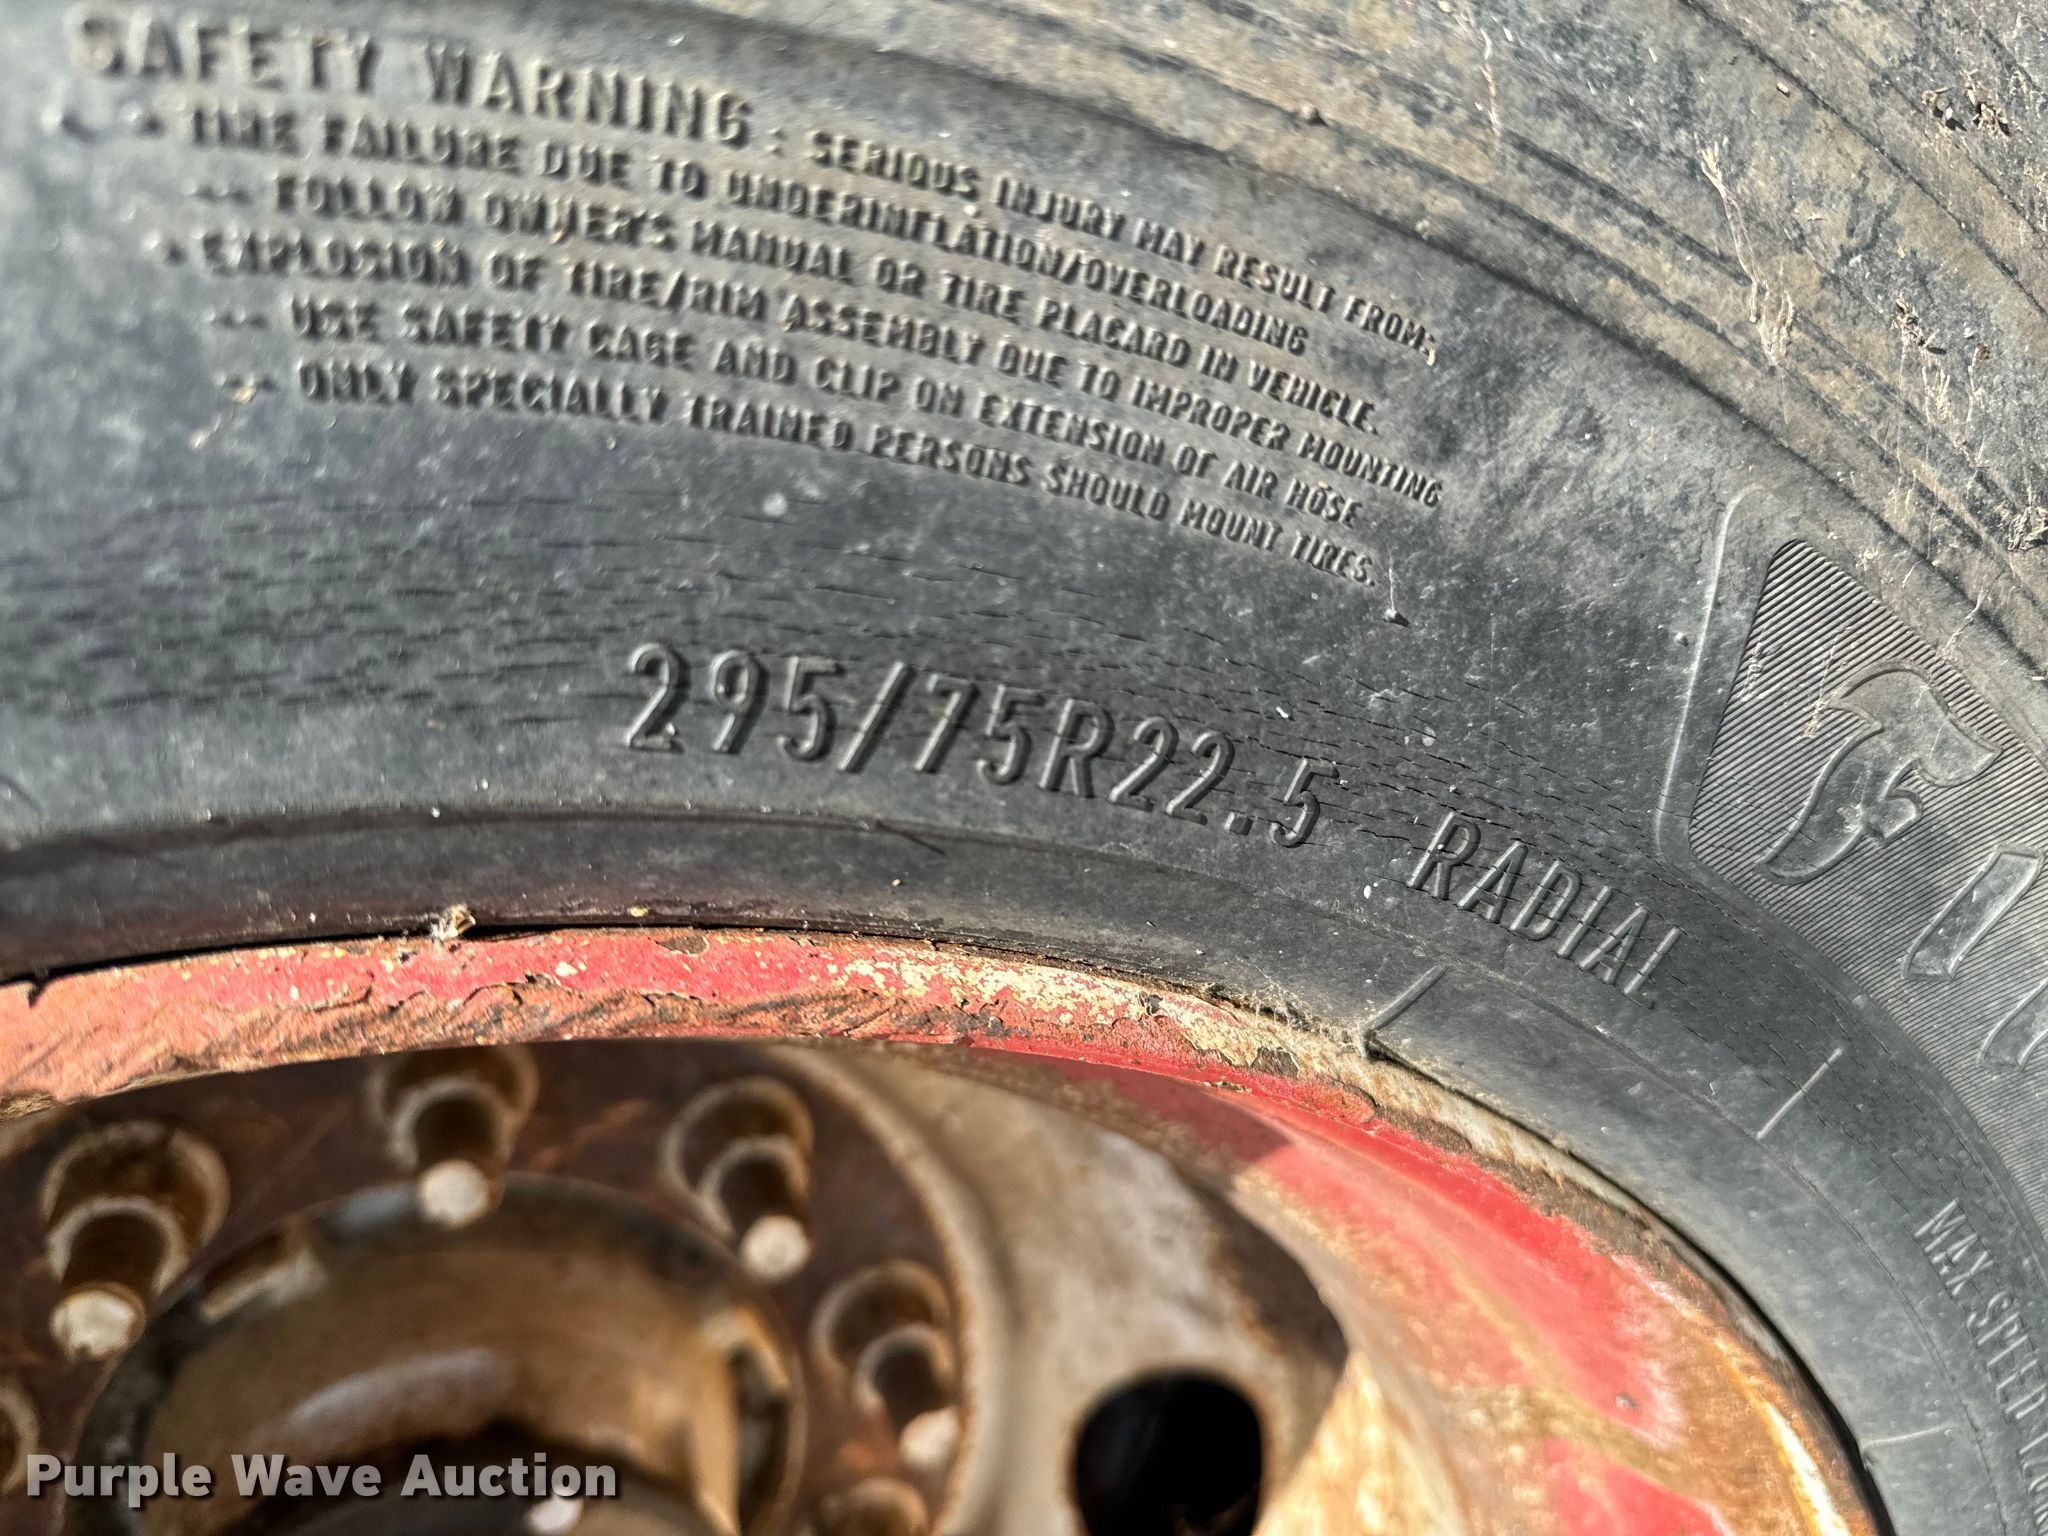 SAFETY WARNING: SERIOUS INJURY MAY RESULT FROM:
• TIRE FAILURE DUE TO UNDERINFLATION/OVERLOADING
-- FOLLOW OWNER'S MANUAL OR TIRE PLACARD IN VEHICLE.
• EXPLOSION OF TIRE/RIM ASSEMBLY DUE TO IMPROPER MOUNTING
-- USE SAFETY CAGE AND CLIP ON EXTENSION OF AIR HOSE
-- ONLY SPECIALLY TRAINED PERSONS SHOULD MOUNT TIRES.
295/75R22.5 RADIAL
MAX SPEED
Purple Wave Auction